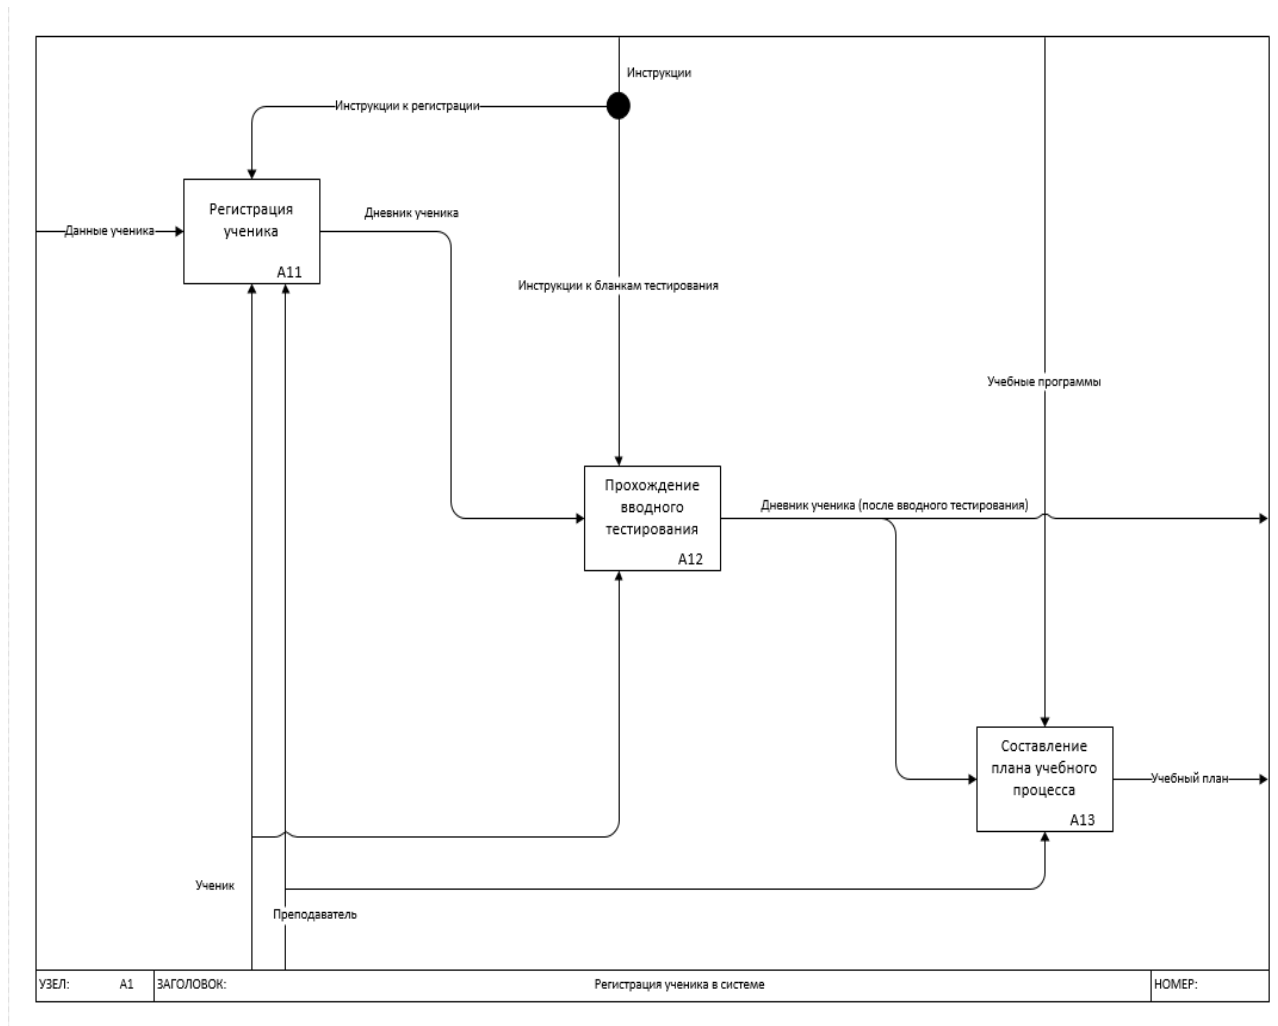 Инструкции
Инструкции к регистрации
Регистрация
ученика
A11
Данные ученика
Дневник ученика
Инструкции к бланкам тестирования
Учебные программы
Прохождение
вводного
тестирования
A12
Дневник ученика (после вводного тестирования)
Составление
плана учебного
процесса
A13
Учебный план
Ученик
Преподаватель
УЗЕЛ: A1 ЗАГОЛОВОК: Регистрация ученика в системе НОМЕР: